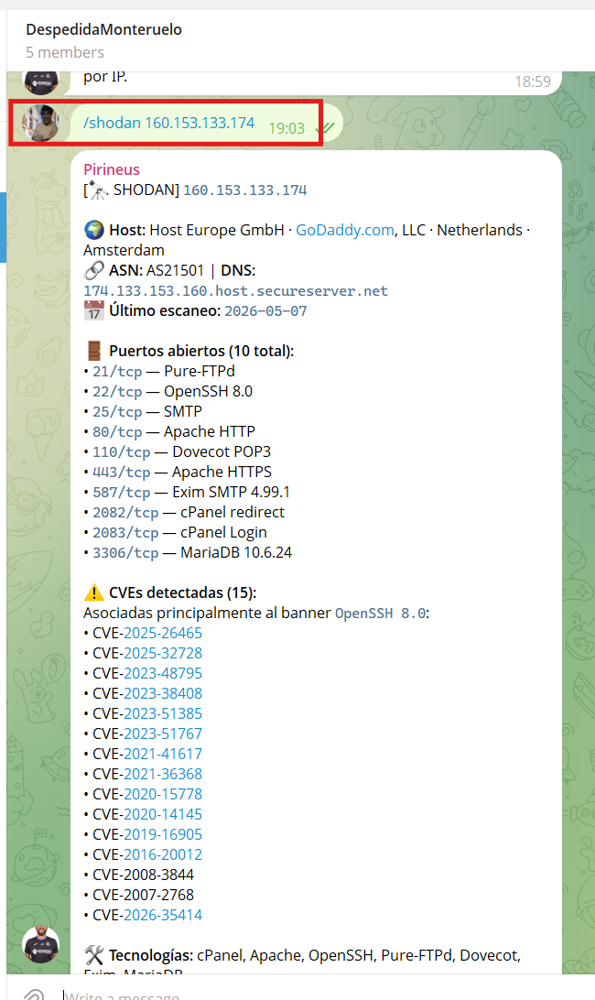 DespedidaMonteruelo
5 members
por IP.
18:59
/shodan 160.153.133.174
19:03
Pirineus
[🔭 SHODAN] 160.153.133.174
🌍 Host: Host Europe GmbH · GoDaddy.com, LLC · Netherlands ·
Amsterdam
🔗 ASN: AS21501 | DNS:
174.133.153.160.host.secureserver.net
📅 Último escaneo: 2026-05-07
🚪 Puertos abiertos (10 total):
• 21/tcp — Pure-FTPd
• 22/tcp — OpenSSH 8.0
• 25/tcp — SMTP
• 80/tcp — Apache HTTP
• 110/tcp — Dovecot POP3
• 443/tcp — Apache HTTPS
• 587/tcp — Exim SMTP 4.99.1
• 2082/tcp — cPanel redirect
• 2083/tcp — cPanel Login
• 3306/tcp — MariaDB 10.6.24
⚠️ CVEs detectadas (15):
Asociadas principalmente al banner OpenSSH 8.0:
• CVE-2025-26465
• CVE-2025-32728
• CVE-2023-48795
• CVE-2023-38408
• CVE-2023-51385
• CVE-2023-51767
• CVE-2021-41617
• CVE-2021-36368
• CVE-2020-15778
• CVE-2020-14145
• CVE-2019-16905
• CVE-2016-20012
• CVE-2008-3844
• CVE-2007-2768
• CVE-2026-35414
🛠️ Tecnologías: cPanel, Apache, OpenSSH, Pure-FTPd, Dovecot,
Exim, MariaDB
Write a message...